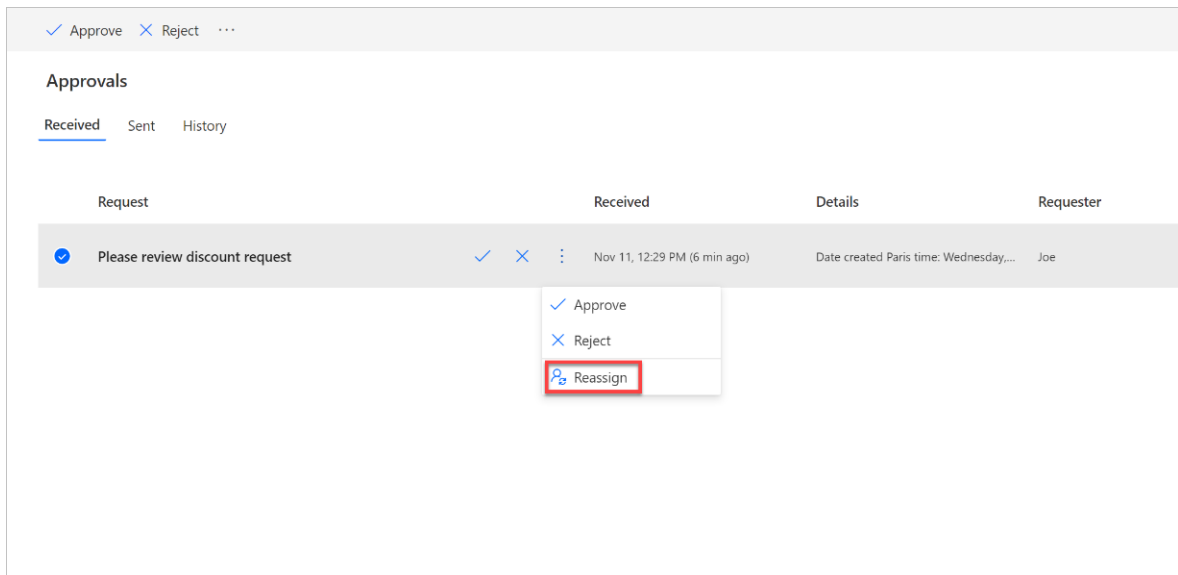 Approve Reject ...
Approvals
Received Sent History
Request Received Details Requester
Please review discount request Nov 11, 12:29 PM (6 min ago) Date created Paris time: Wednesday,... Joe
Approve
Reject
Reassign